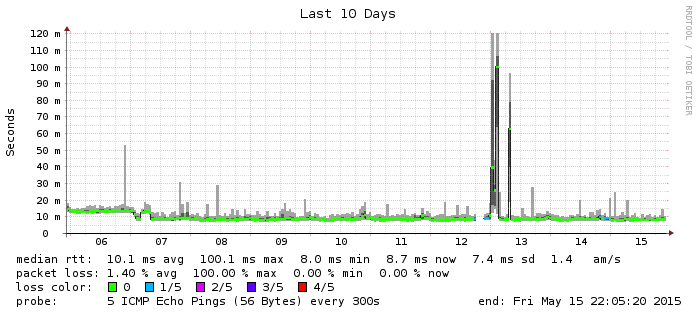 Last 10 Days
RRDTOOL / TOBI OETIKER
Seconds
120 m
110 m
100 m
90 m
80 m
70 m
60 m
50 m
40 m
30 m
20 m
10 m
0
06 07 08 09 10 11 12 13 14 15
median rtt: 10.1 ms avg 100.1 ms max 8.0 ms min 8.7 ms now 7.4 ms sd 1.4 am/s
packet loss: 1.40 % avg 100.00 % max 0.00 % min 0.00 % now
loss color: 0 1/5 2/5 3/5 4/5
probe: 5 ICMP Echo Pings (56 Bytes) every 300s end: Fri May 15 22:05:20 2015